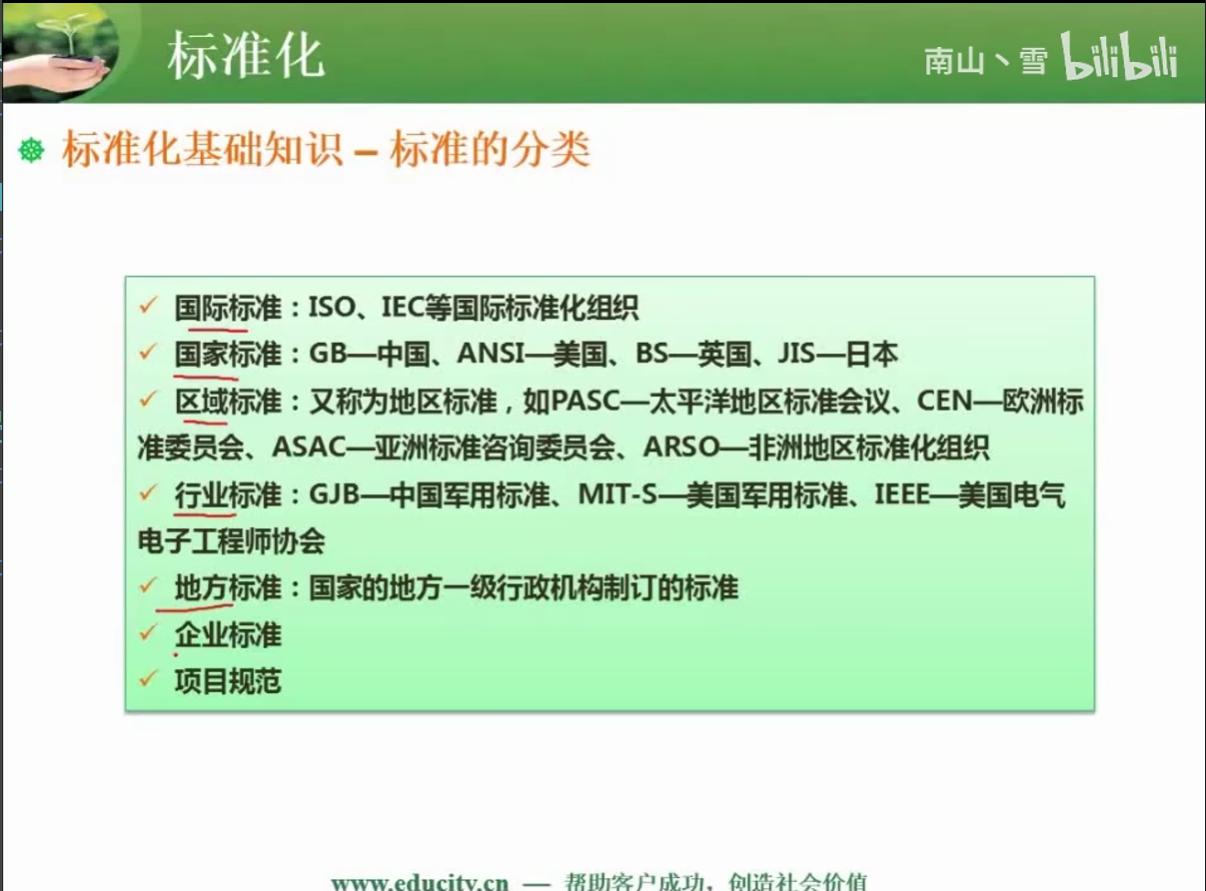 标准化
南山丶雪 bilibili
标准化基础知识 – 标准的分类
✓ 国际标准：ISO、IEC等国际标准化组织
✓ 国家标准：GB—中国、ANSI—美国、BS—英国、JIS—日本
✓ 区域标准：又称为地区标准，如PASC—太平洋地区标准会议、CEN—欧洲标
准委员会、ASAC—亚洲标准咨询委员会、ARSO—非洲地区标准化组织
✓ 行业标准：GJB—中国军用标准、MIT-S—美国军用标准、IEEE—美国电气
电子工程师协会
✓ 地方标准：国家的地方一级行政机构制订的标准
✓ 企业标准
✓ 项目规范
www.educity.cn — 帮助客户成功，创造社会价值